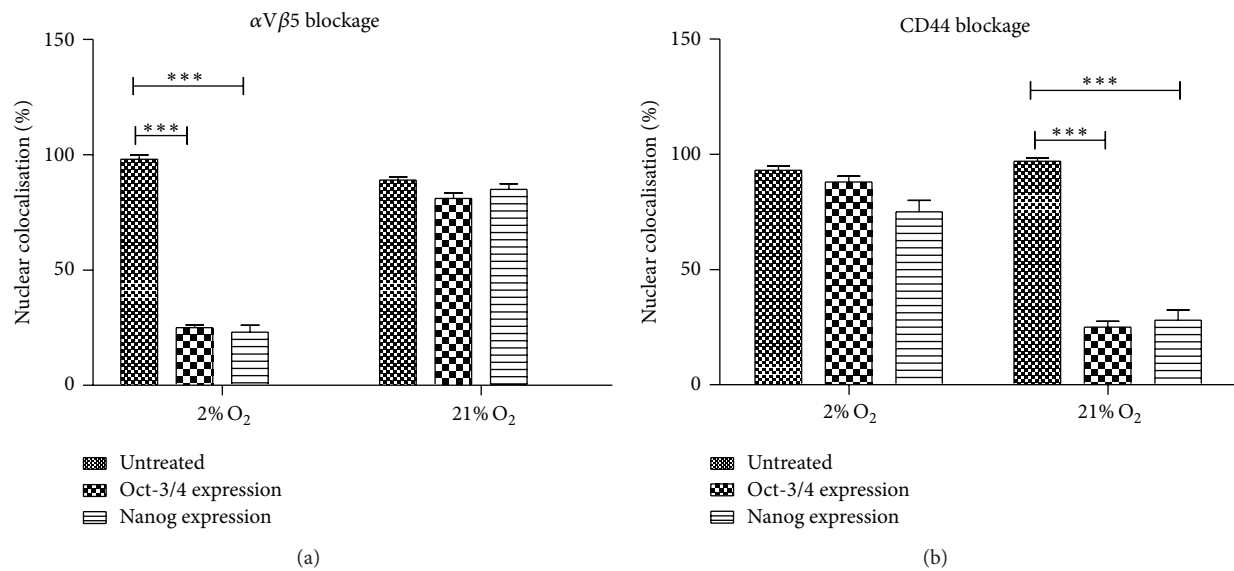 αVβ5 blockage
150
100
50
0
Nuclear colocalisation (%)
***
***
2% O₂
21% O₂
Untreated
Oct-3/4 expression
Nanog expression
(a)
CD44 blockage
150
100
50
0
Nuclear colocalisation (%)
***
***
2% O₂
21% O₂
Untreated
Oct-3/4 expression
Nanog expression
(b)